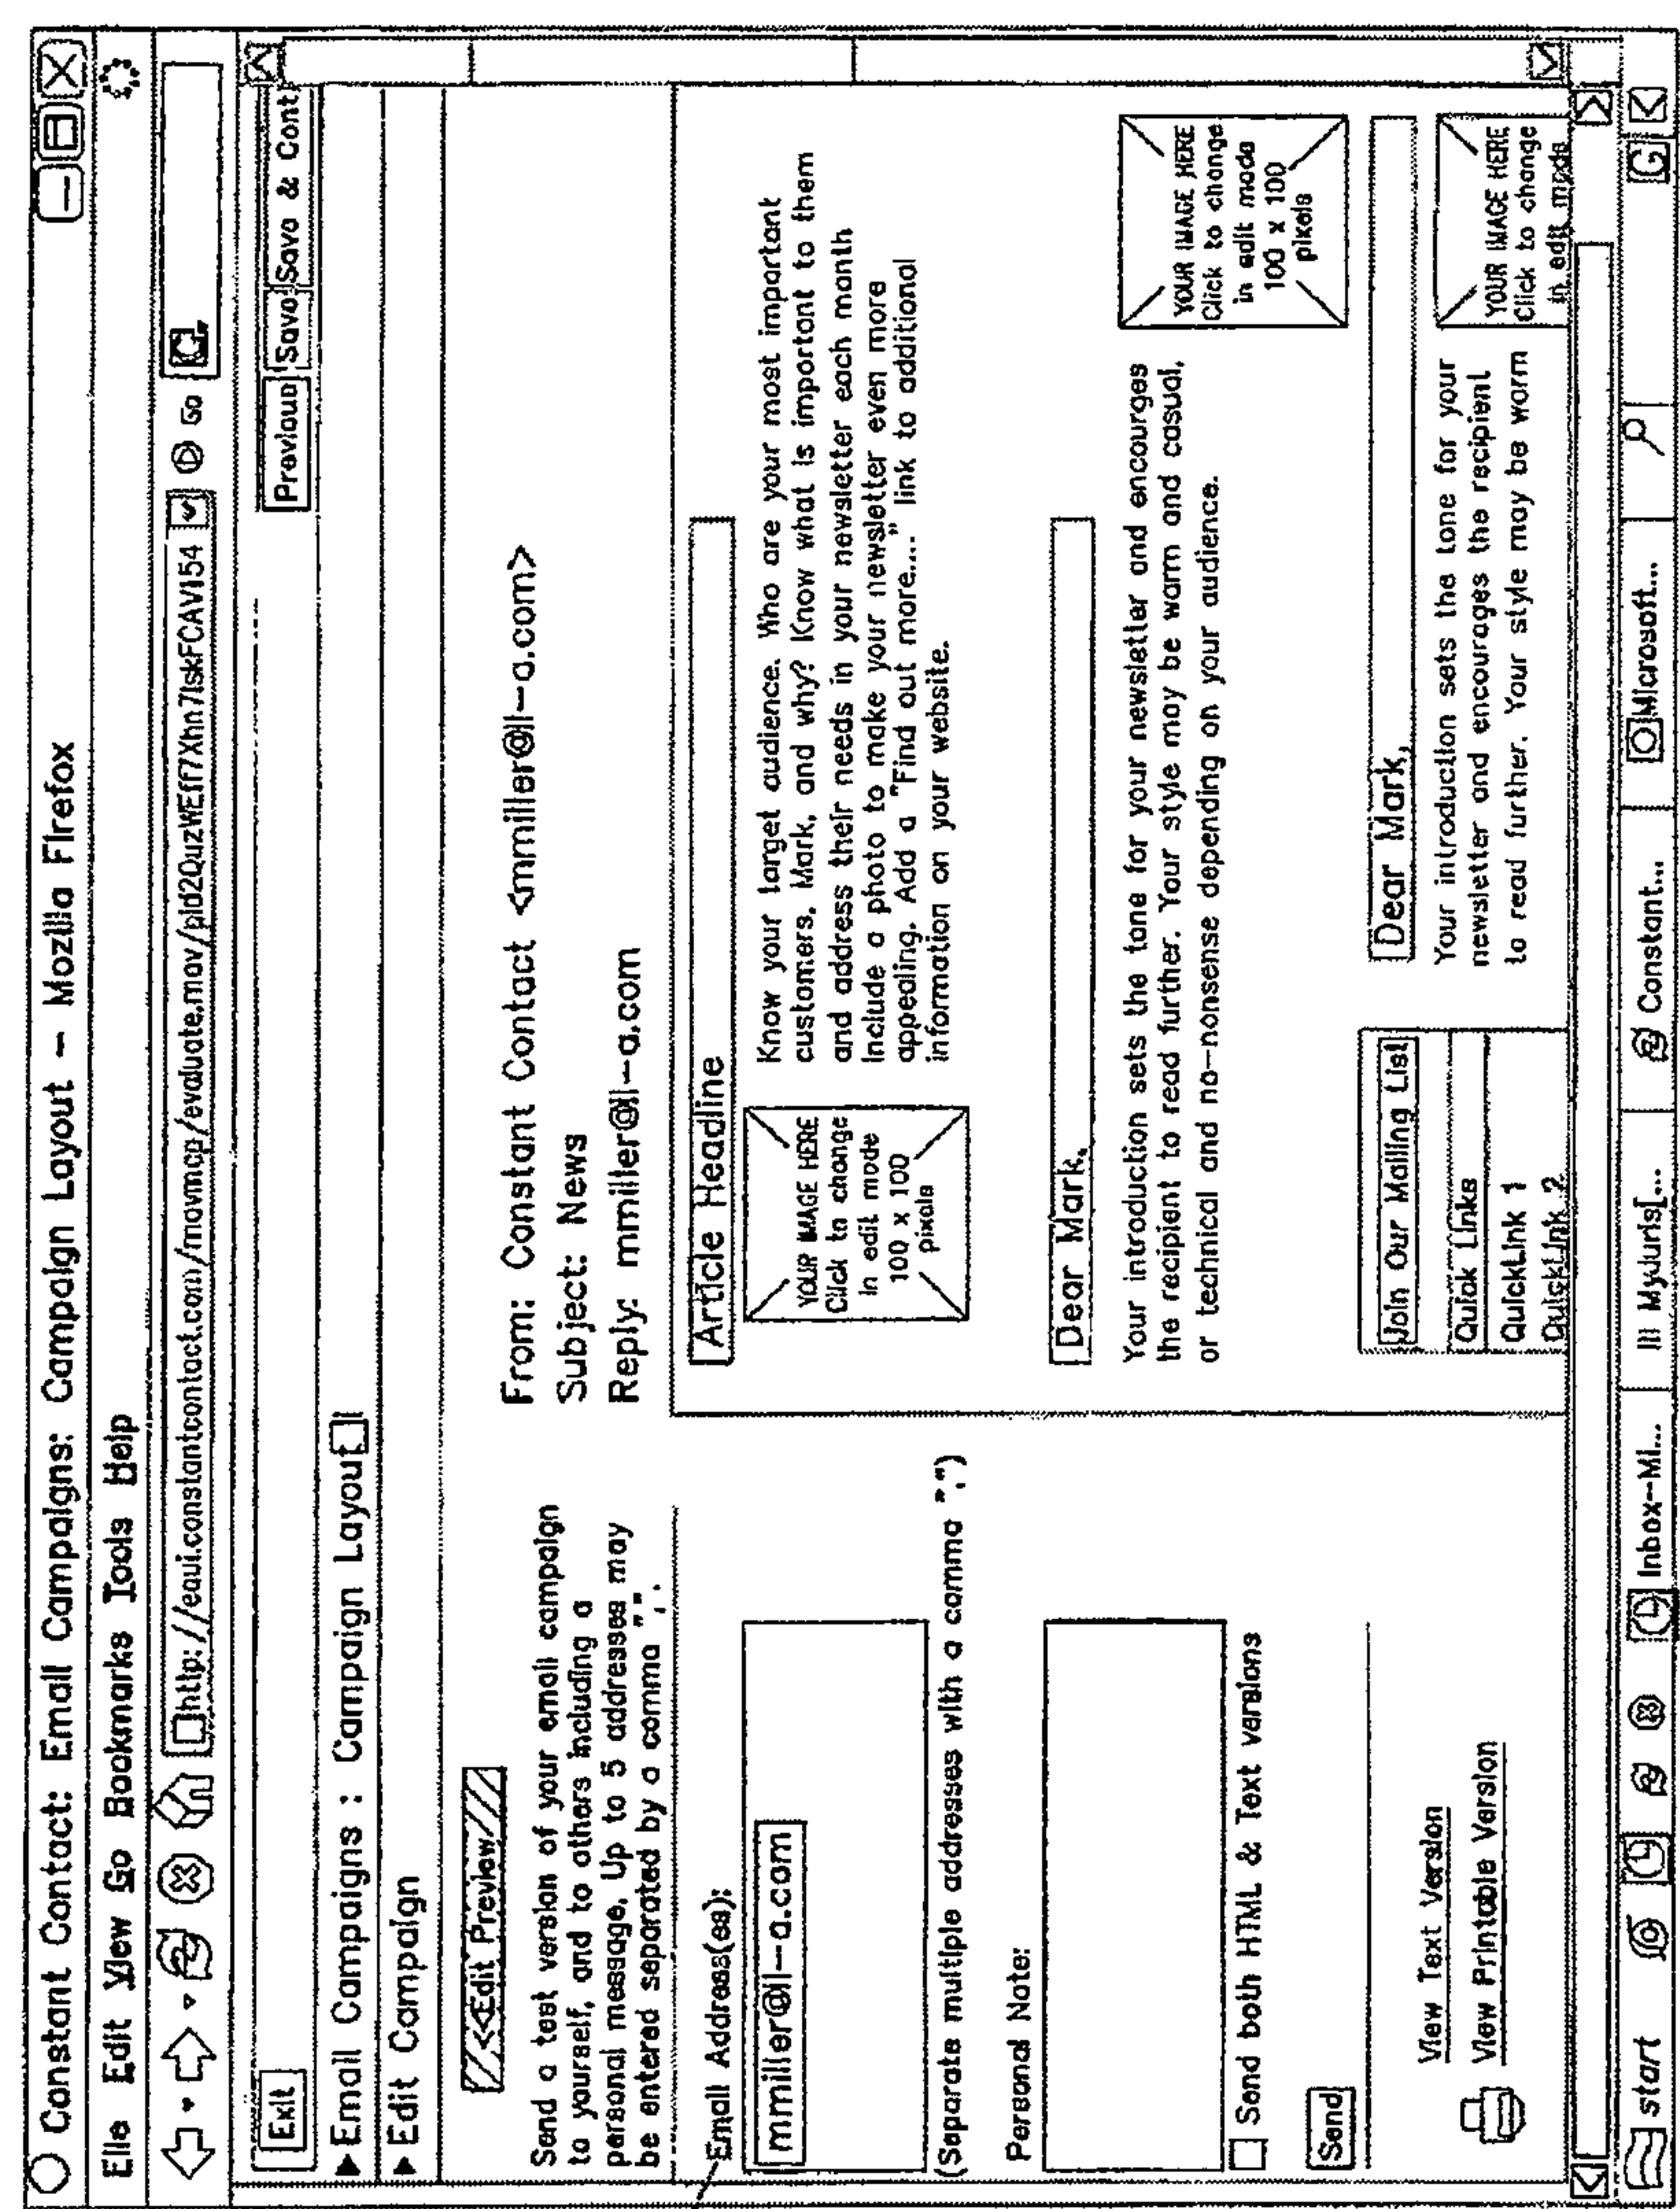 Constant Contact: Email Campaigns: Campaign Layout – Mozilla Firefox
File Edit View Go Bookmarks Tools Help
Go
Exit
Previous
Save
Save & Cont
Email Campaigns : Campaign Layout
Edit Campaign
<<Edit Preview
Send a test version of your email campaign
to yourself, and to others including a
personal message. Up to 5 addresses may
be entered separated by a comma ",".
Email Address(es):
mmiller@ll-a.com
(Separate multiple addresses with a comma ",")
Personal Note:
Send both HTML & Text versions
Send
View Text Version
View Printable Version
From: Constant Contact <mmiller@ll-a.com>
Subject: News
Reply: mmiller@ll-a.com
Article Headline
YOUR IMAGE HERE
Click to change
in edit mode
100 x 100
pixels
Know your target audience. Who are your most important
customers, Mark, and why? Know what is important to them
and address their needs in your newsletter each month
Include a photo to make your newsletter even more
appealing. Add a "Find out more..." link to additional
information on your website.
Dear Mark,
Your introduction sets the tone for your newsletter and encourges
the recipient to read further. Your style may be warm and casual,
or technical and no-nonsense depending on your audience.
YOUR IMAGE HERE
Click to change
in edit mode
100 x 100
pixels
Join Our Mailing List
Quick Links
QuickLink 1
QuickLink 2
Dear Mark,
Your introduction sets the tone for your
newsletter and encourages the recipient
to read further. Your style may be warm
YOUR IMAGE HERE
Click to change
in edit mode
start
Inbox-Mi...
MyJuris[...
Constant...
Microsoft...